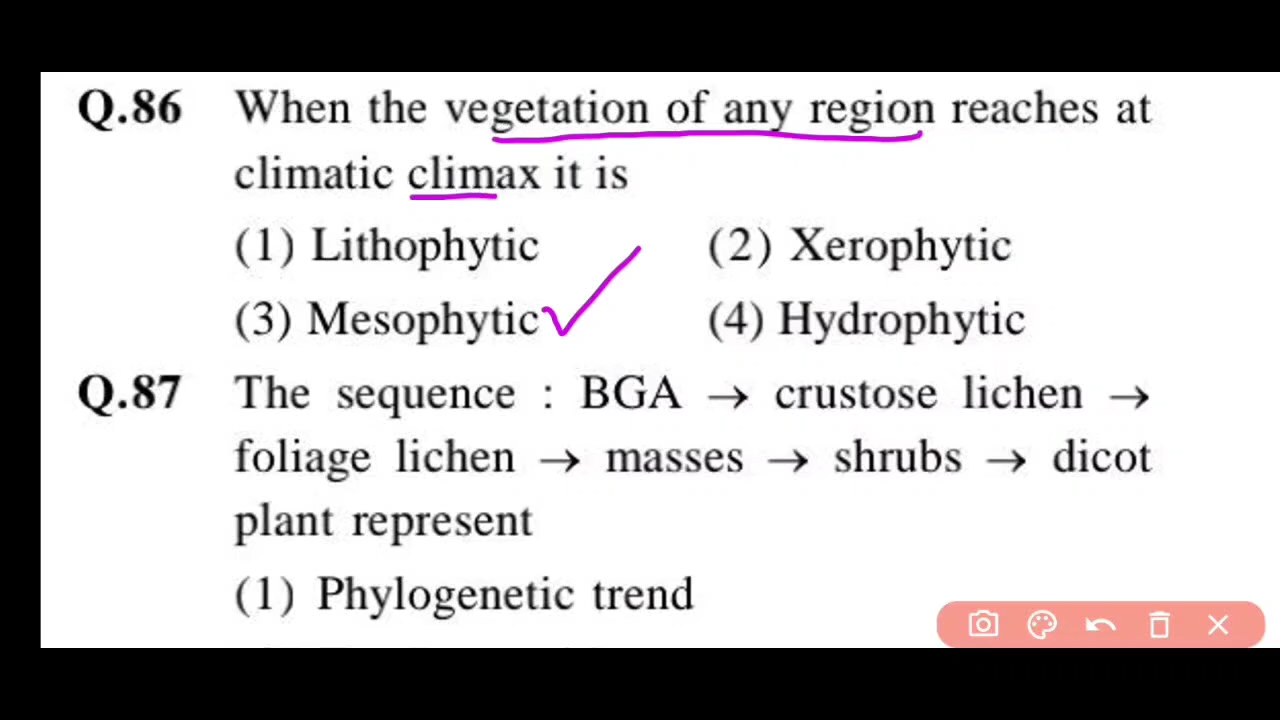 Q.86 When the vegetation of any region reaches at
climatic climax it is
(1) Lithophytic (2) Xerophytic
(3) Mesophytic (4) Hydrophytic
Q.87 The sequence : BGA → crustose lichen →
foliage lichen → masses → shrubs → dicot
plant represent
(1) Phylogenetic trend